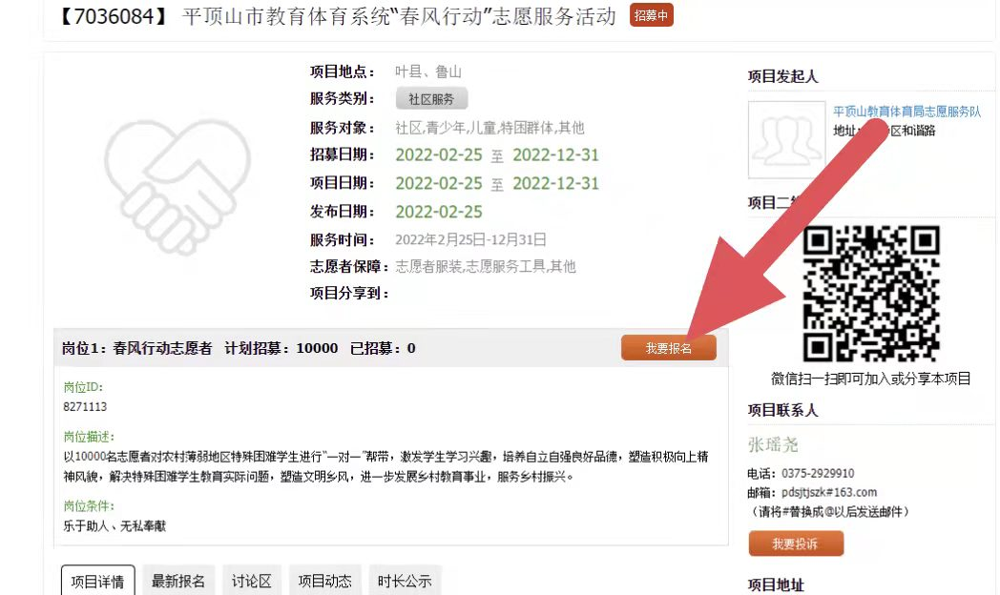 【7036084】 平顶山市教育体育系统“春风行动”志愿服务活动 招募中
项目地点： 叶县、鲁山
服务类别： 社区服务
服务对象： 社区,青少年,儿童,特困群体,其他
招募日期： 2022-02-25 至 2022-12-31
项目日期： 2022-02-25 至 2022-12-31
发布日期： 2022-02-25
服务时间： 2022年2月25日-12月31日
志愿者保障： 志愿者服装,志愿服务工具,其他
项目分享到：
岗位1：春风行动志愿者 计划招募：10000 已招募：0 我要报名
岗位ID:
8271113
岗位描述:
以10000名志愿者对农村薄弱地区特殊困难学生进行“一对一”帮带，激发学生学习兴趣，培养自立自强良好品德，塑造积极向上精
神风貌，解决特殊困难学生教育实际问题，塑造文明乡风，进一步发展乡村教育事业，服务乡村振兴。
岗位条件:
乐于助人、无私奉献
项目详情 最新报名 讨论区 项目动态 时长公示
项目发起人
平顶山教育体育局志愿服务队
地址 区和谐路
项目二
微信扫一扫即可加入或分享本项目
项目联系人
张瑶尧
电话：0375-2929910
邮箱：pdsjtjszk#163.com
（请将#替换成@以后发送邮件）
我要投诉
项目地址